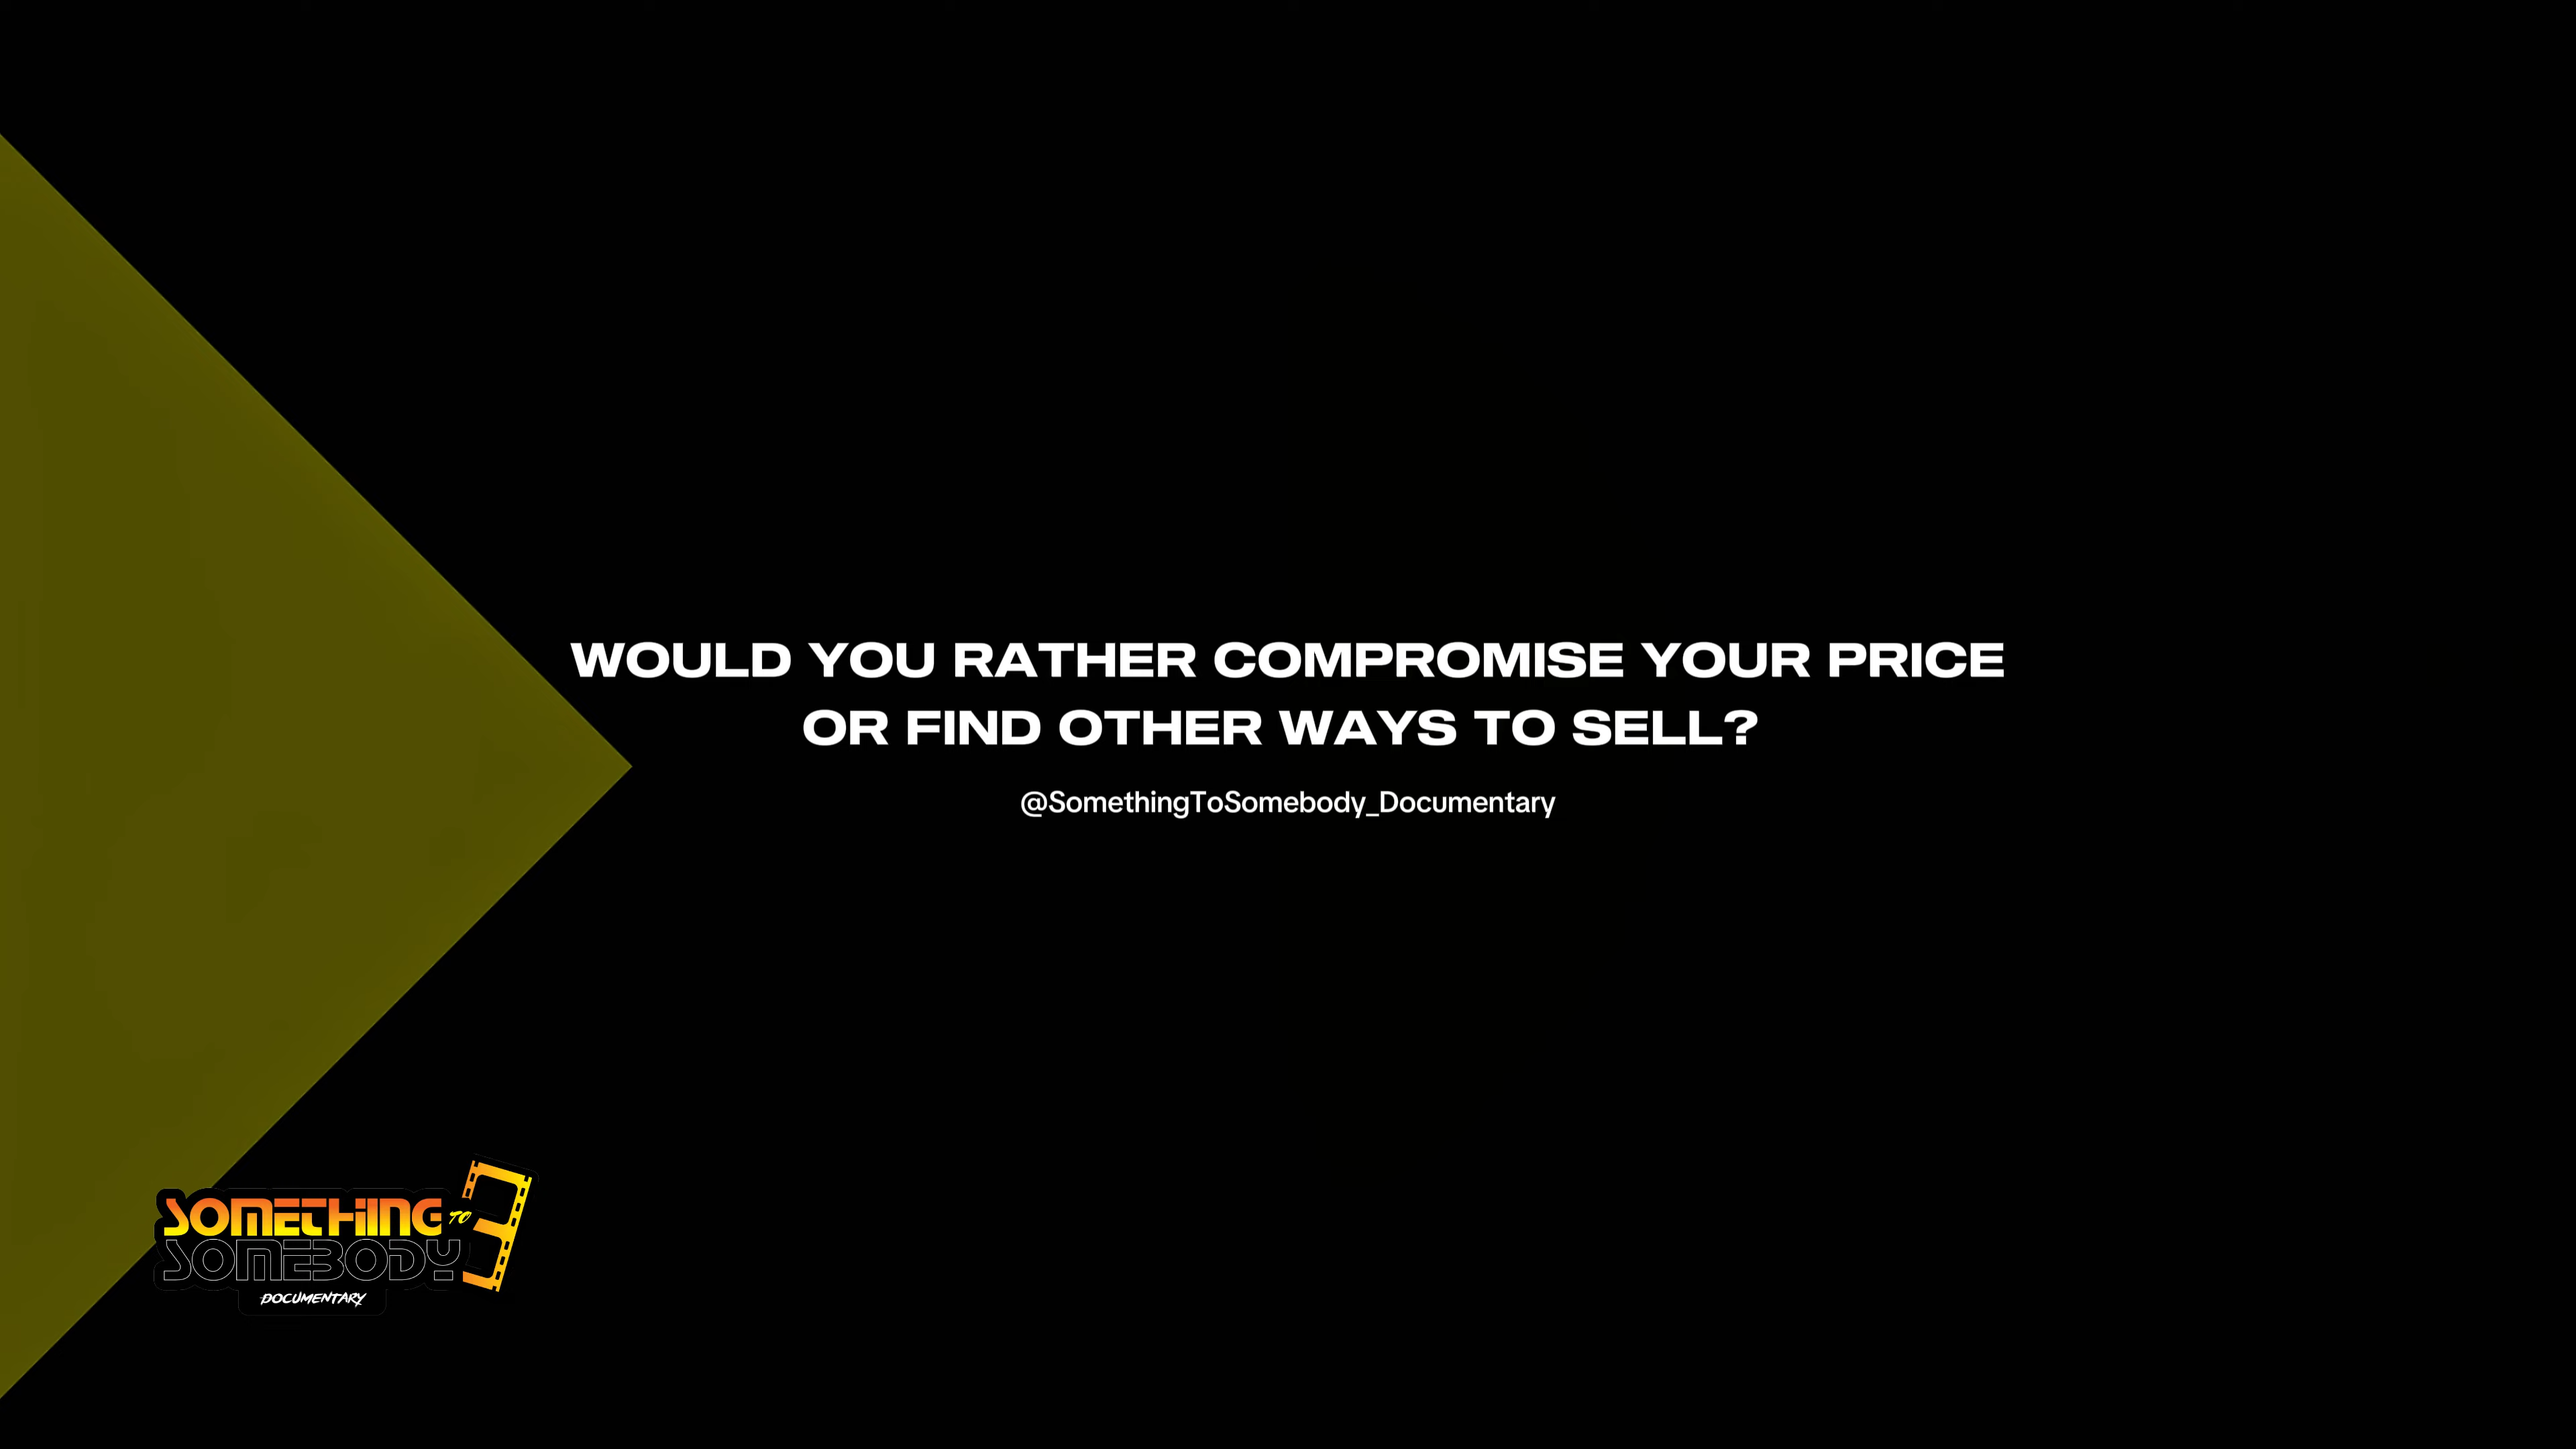 WOULD YOU RATHER COMPROMISE YOUR PRICE
OR FIND OTHER WAYS TO SELL?
@SomethingToSomebody_Documentary
SOMETHING TO
SOMEBODY
DOCUMENTARY